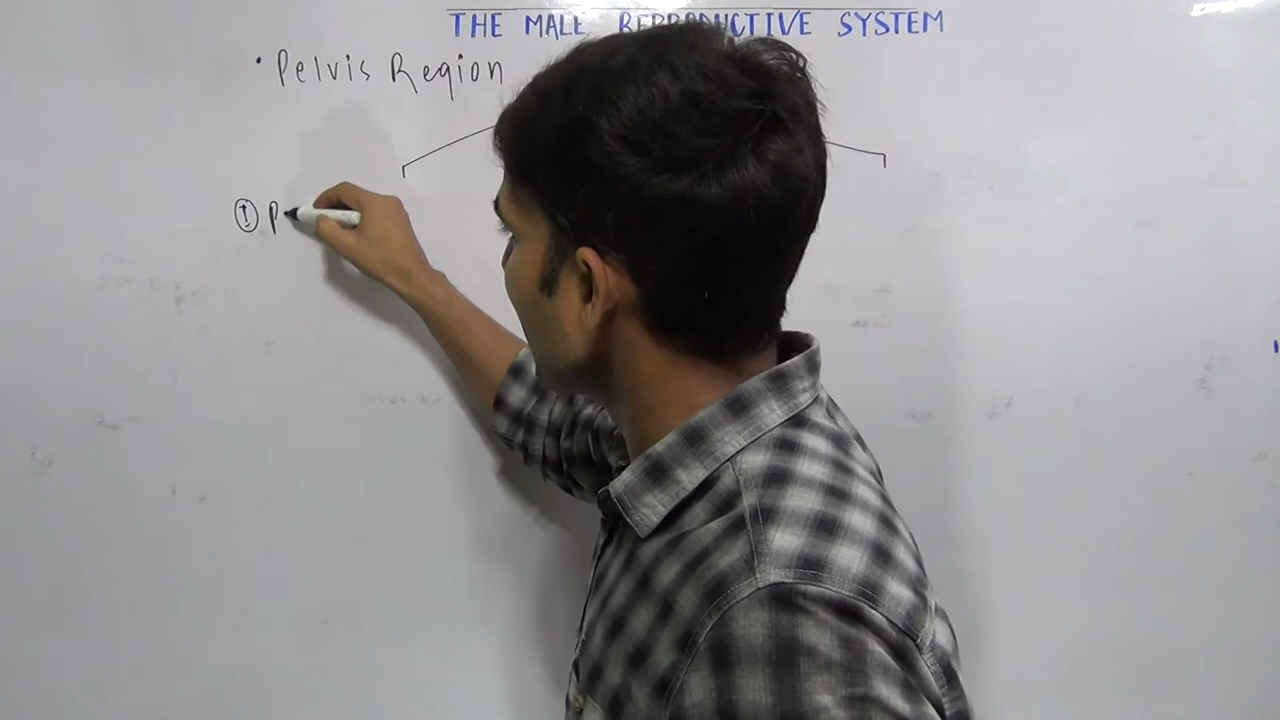 THE MALE REPRODUCTIVE SYSTEM
• Pelvis Region
① P